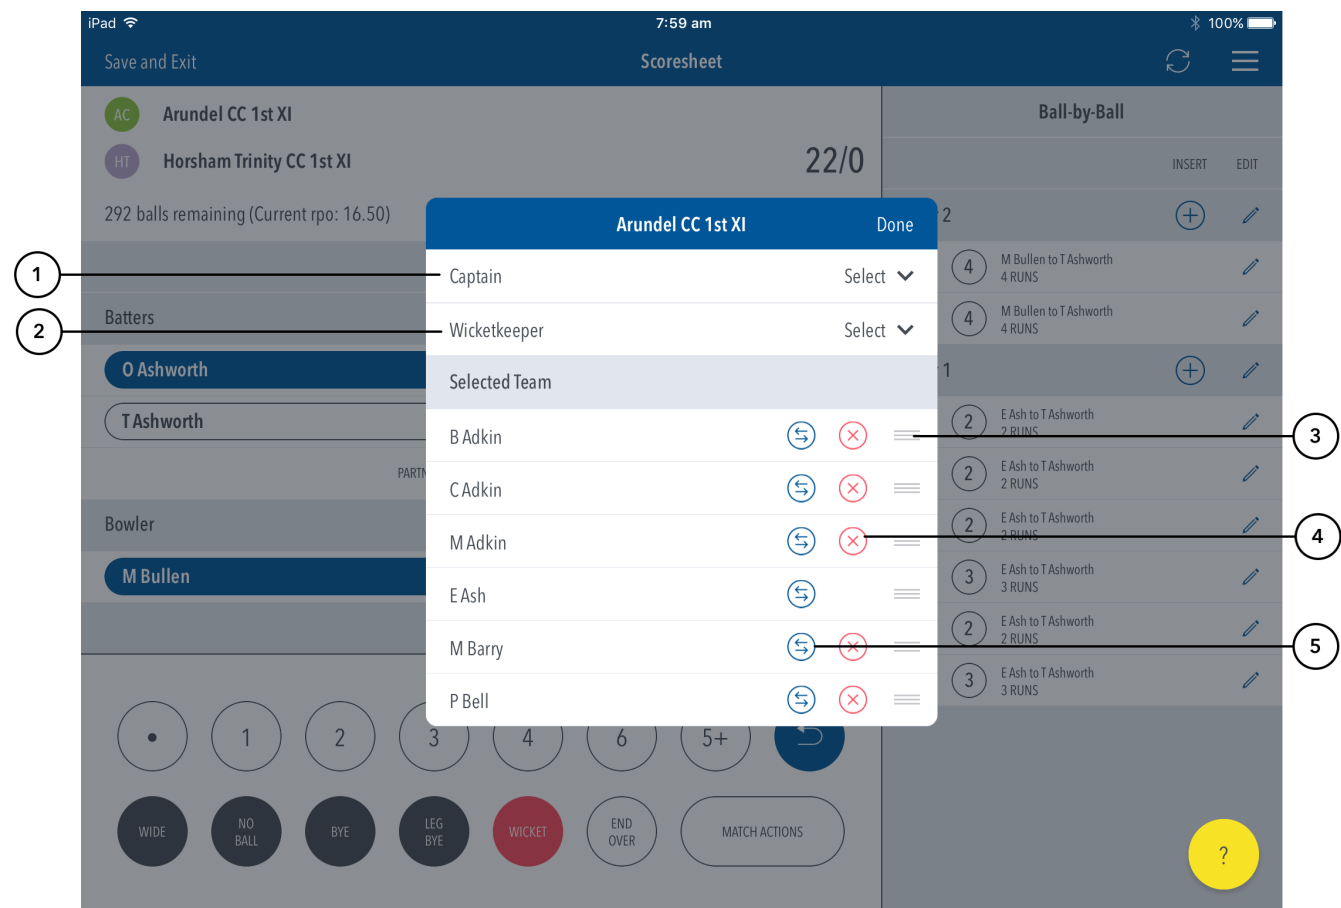 iPad 7:59 am 100%
Save and Exit Scoresheet
AC Arundel CC 1st XI
HT Horsham Trinity CC 1st XI 22/0
292 balls remaining (Current rpo: 16.50)
Batters
O Ashworth
T Ashworth
Bowler
M Bullen
Arundel CC 1st XI Done
1 Captain Select
2 Wicketkeeper Select
Selected Team
B Adkin 3
C Adkin
M Adkin 4
E Ash
M Barry 5
P Bell
Ball-by-Ball
INSERT EDIT
2
4 M Bullen to T Ashworth
4 RUNS
4 M Bullen to T Ashworth
4 RUNS
1
2 E Ash to T Ashworth
2 RUNS
2 E Ash to T Ashworth
2 RUNS
2 E Ash to T Ashworth
2 RUNS
3 E Ash to T Ashworth
3 RUNS
2 E Ash to T Ashworth
2 RUNS
3 E Ash to T Ashworth
3 RUNS
• 1 2 3 4 6 5+
WIDE NO BALL BYE LEG BYE WICKET END OVER MATCH ACTIONS
?